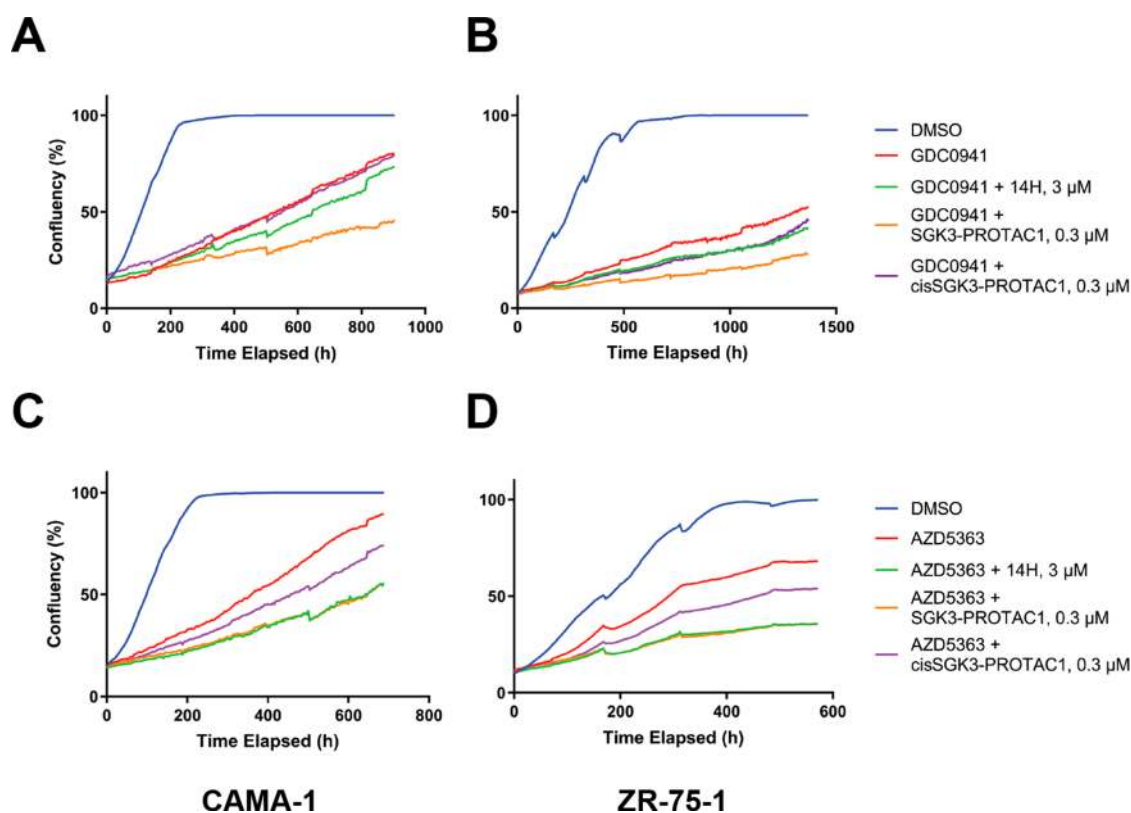 A
B
100
50
0
Confluency (%)
0 200 400 600 800 1000
Time Elapsed (h)
100
50
0
0 500 1000 1500
Time Elapsed (h)
DMSO
GDC0941
GDC0941 + 14H, 3 μM
GDC0941 +
SGK3-PROTAC1, 0.3 μM
GDC0941 +
cisSGK3-PROTAC1, 0.3 μM
C
D
100
50
0
Confluency (%)
0 200 400 600 800
Time Elapsed (h)
100
50
0
0 200 400 600
Time Elapsed (h)
DMSO
AZD5363
AZD5363 + 14H, 3 μM
AZD5363 +
SGK3-PROTAC1, 0.3 μM
AZD5363 +
cisSGK3-PROTAC1, 0.3 μM
CAMA-1
ZR-75-1